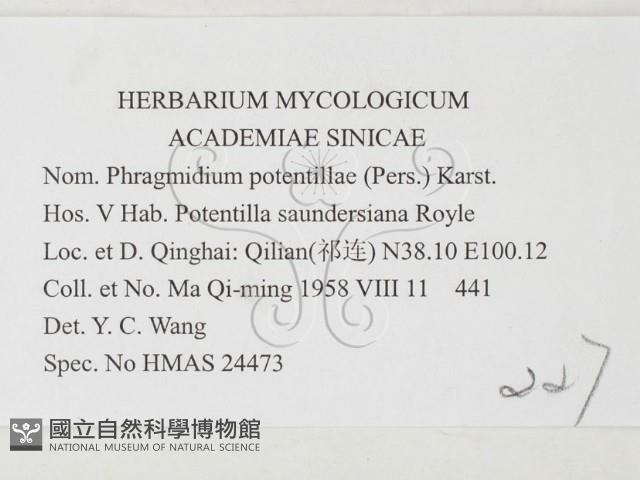 HERBARIUM MYCOLOGICUM
ACADEMIAE SINICAE
Nom. Phragmidium potentillae (Pers.) Karst.
Hos. V Hab. Potentilla saundersiana Royle
Loc. et D. Qinghai: Qilian(祁连) N38.10 E100.12
Coll. et No. Ma Qi-ming 1958 VIII 11 441
Det. Y. C. Wang
Spec. No HMAS 24473
227
國立自然科學博物館
NATIONAL MUSEUM OF NATURAL SCIENCE